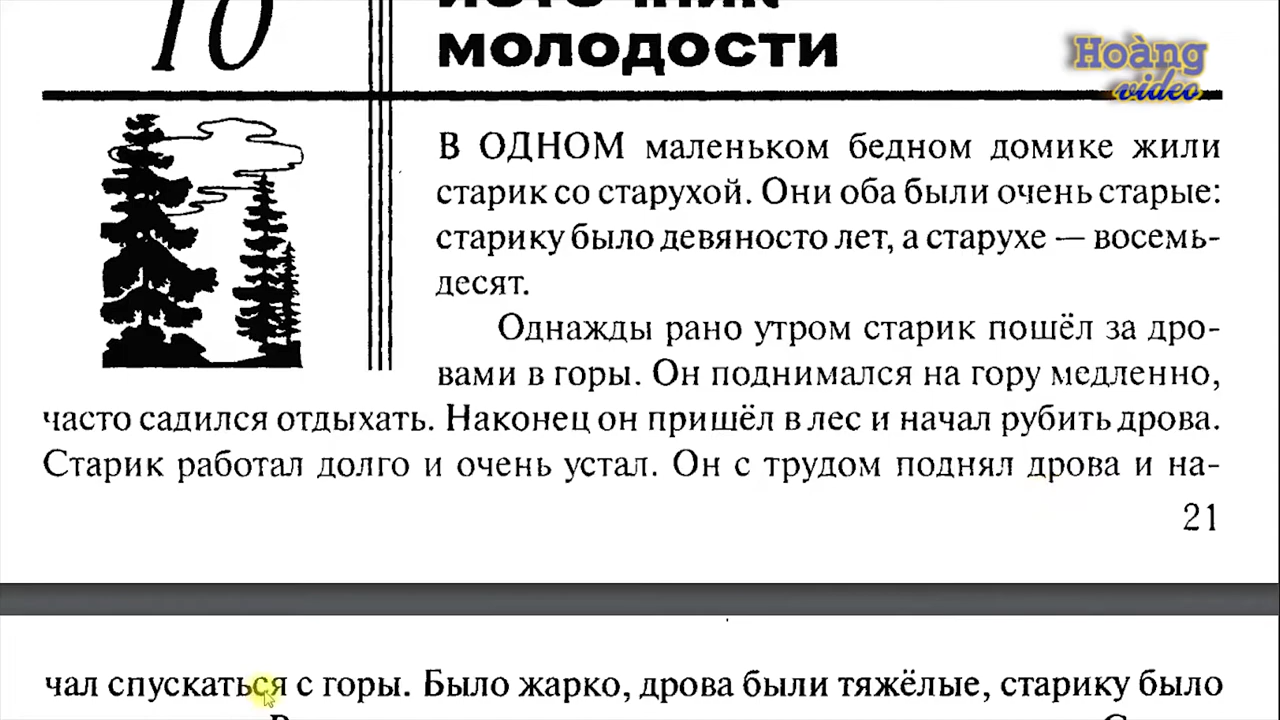 10
ИСТОЧНИК
МОЛОДОСТИ
Hoàng
video
В ОДНОМ маленьком бедном домике жили
старик со старухой. Они оба были очень старые:
старику было девяносто лет, а старухе — восемь-
десят.
Однажды рано утром старик пошёл за дро-
вами в горы. Он поднимался на гору медленно,
часто садился отдыхать. Наконец он пришёл в лес и начал рубить дрова.
Старик работал долго и очень устал. Он с трудом поднял дрова и на-
21
чал спускаться с горы. Было жарко, дрова были тяжёлые, старику было